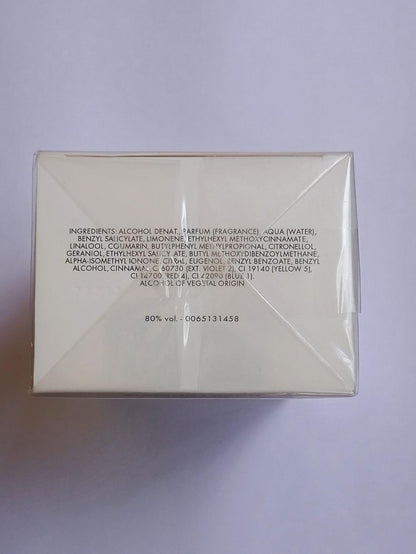 INGREDIENTS: ALCOHOL DENAT., PARFUM (FRAGRANCE), AQUA (WATER),
BENZYL SALICYLATE, LIMONENE, ETHYLHEXYL METHOXYCINNAMATE,
LINALOOL, COUMARIN, BUTYLPHENYL METHYLPROPIONAL, CITRONELLOL,
GERANIOL, ETHYLHEXYL SALICYLATE, BUTYL METHOXYDIBENZOYLMETHANE,
ALPHA-ISOMETHYL IONONE, CITRAL, EUGENOL, BENZYL BENZOATE, BENZYL
ALCOHOL, CINNAMAL, CI 60730 (EXT. VIOLET 2), CI 19140 (YELLOW 5),
CI 14700 (RED 4), CI 42090 (BLUE 1).
ALCOHOL OF VEGETAL ORIGIN
80% vol. - 0065131458